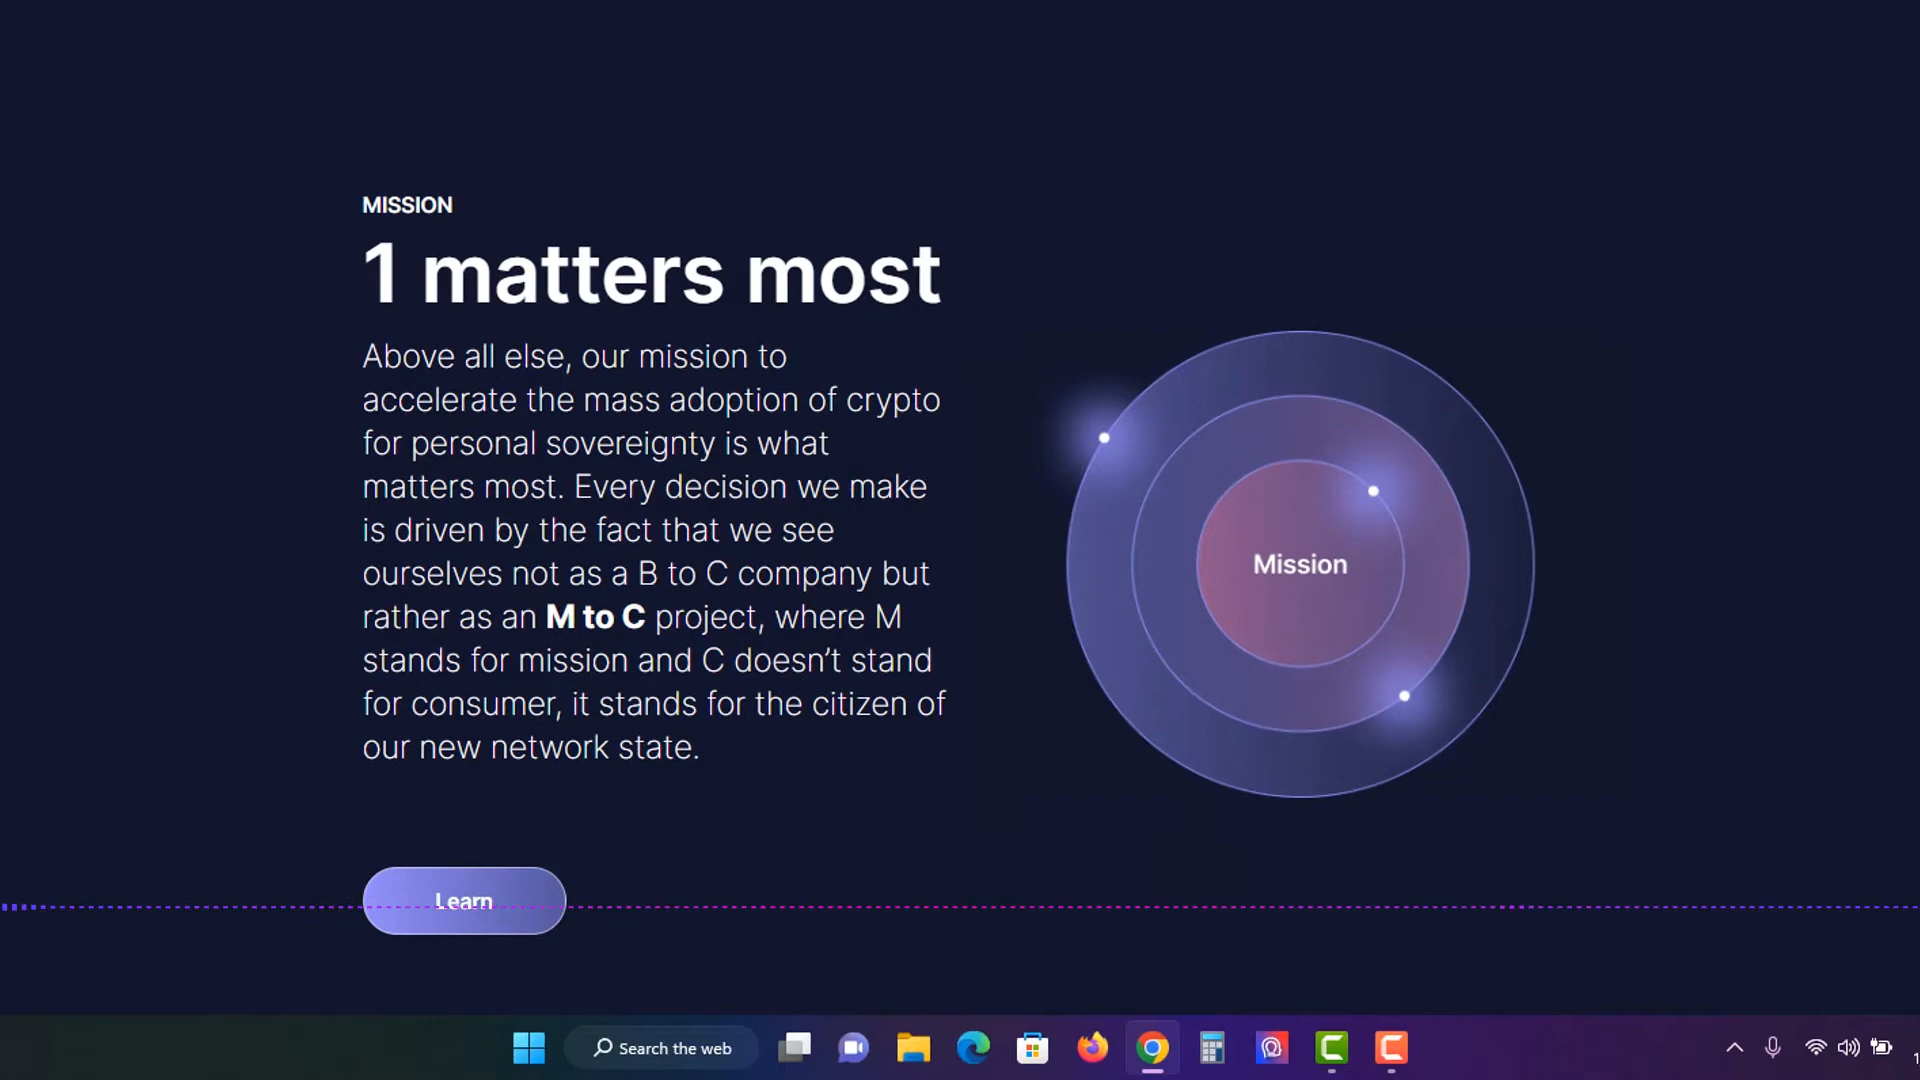 MISSION
1 matters most
Above all else, our mission to
accelerate the mass adoption of crypto
for personal sovereignty is what
matters most. Every decision we make
is driven by the fact that we see
ourselves not as a B to C company but
rather as an M to C project, where M
stands for mission and C doesn’t stand
for consumer, it stands for the citizen of
our new network state.
Mission
Learn
Search the web